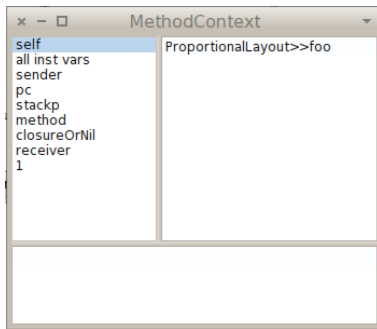 MethodContext
self
all inst vars
sender
pc
stackp
method
closureOrNil
receiver
1
ProportionalLayout>>foo